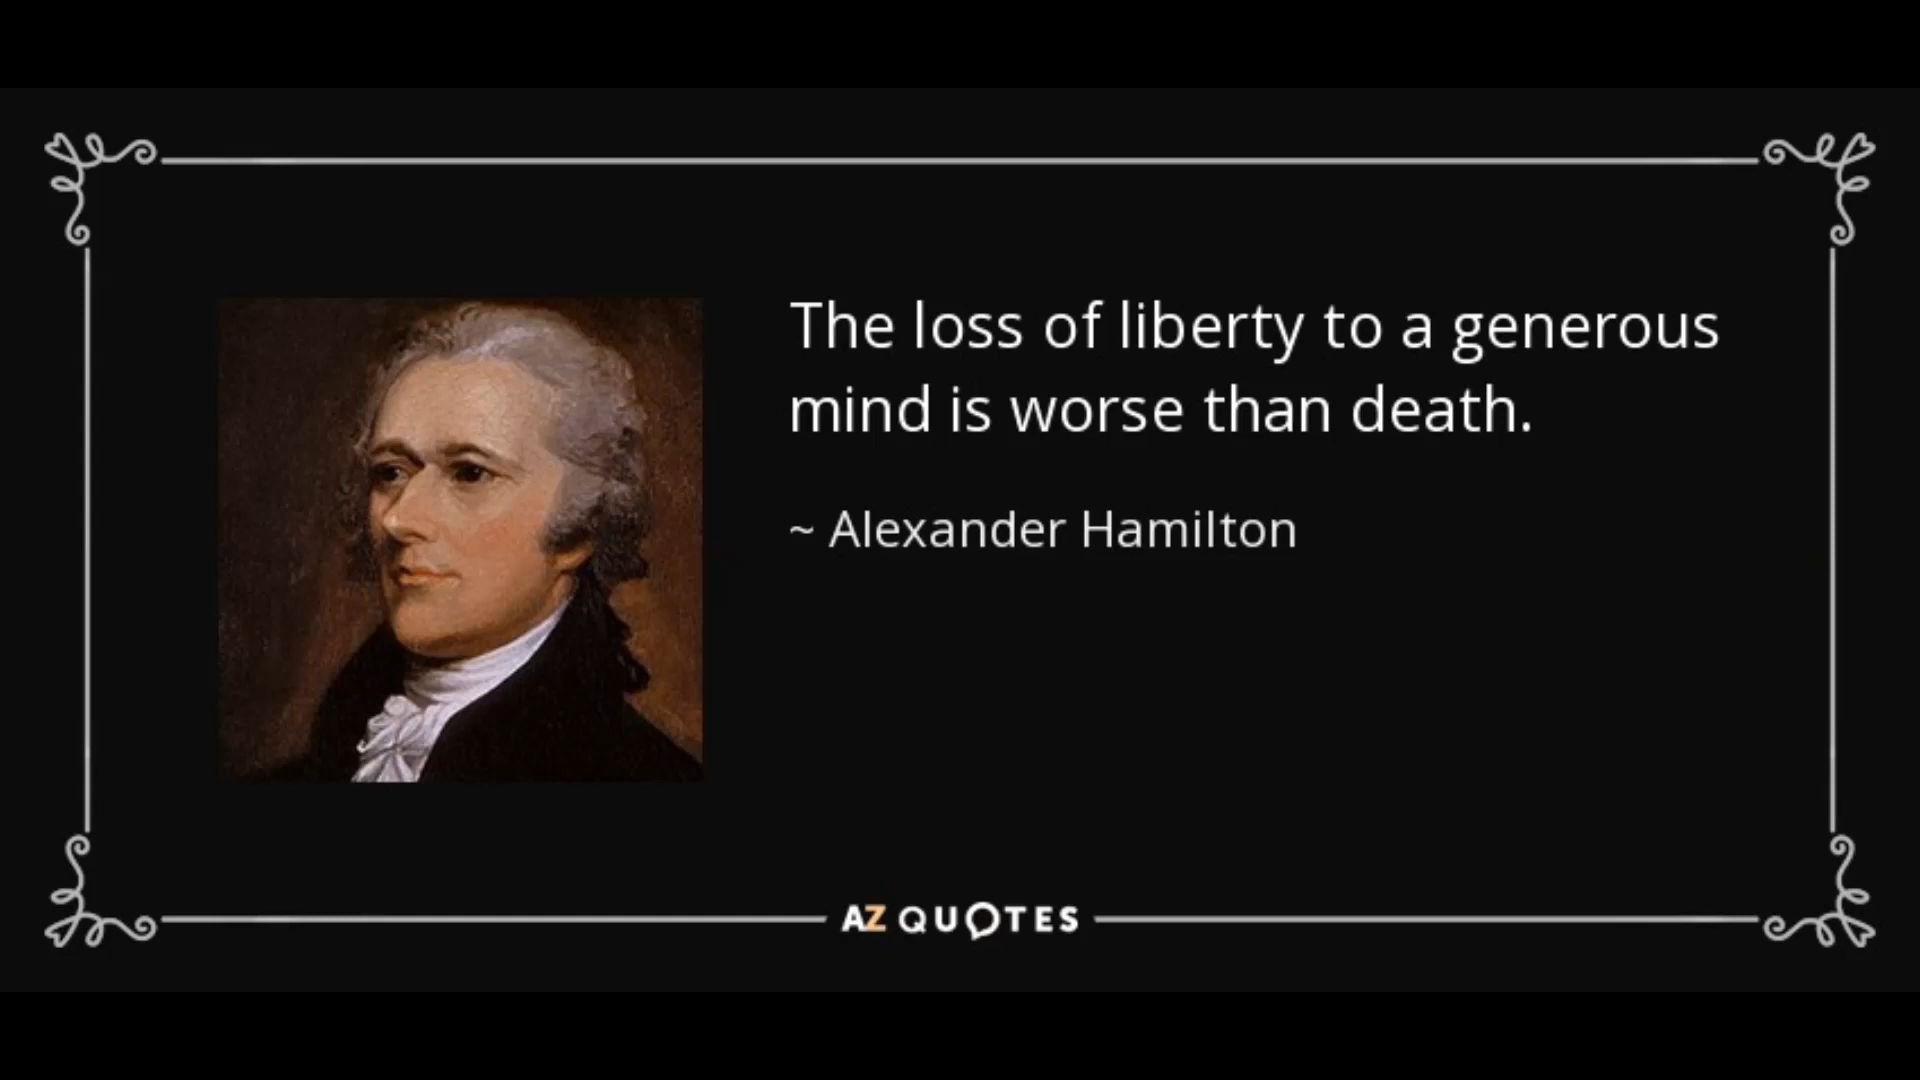 The loss of liberty to a generous
mind is worse than death.
~ Alexander Hamilton
AZ QUOTES